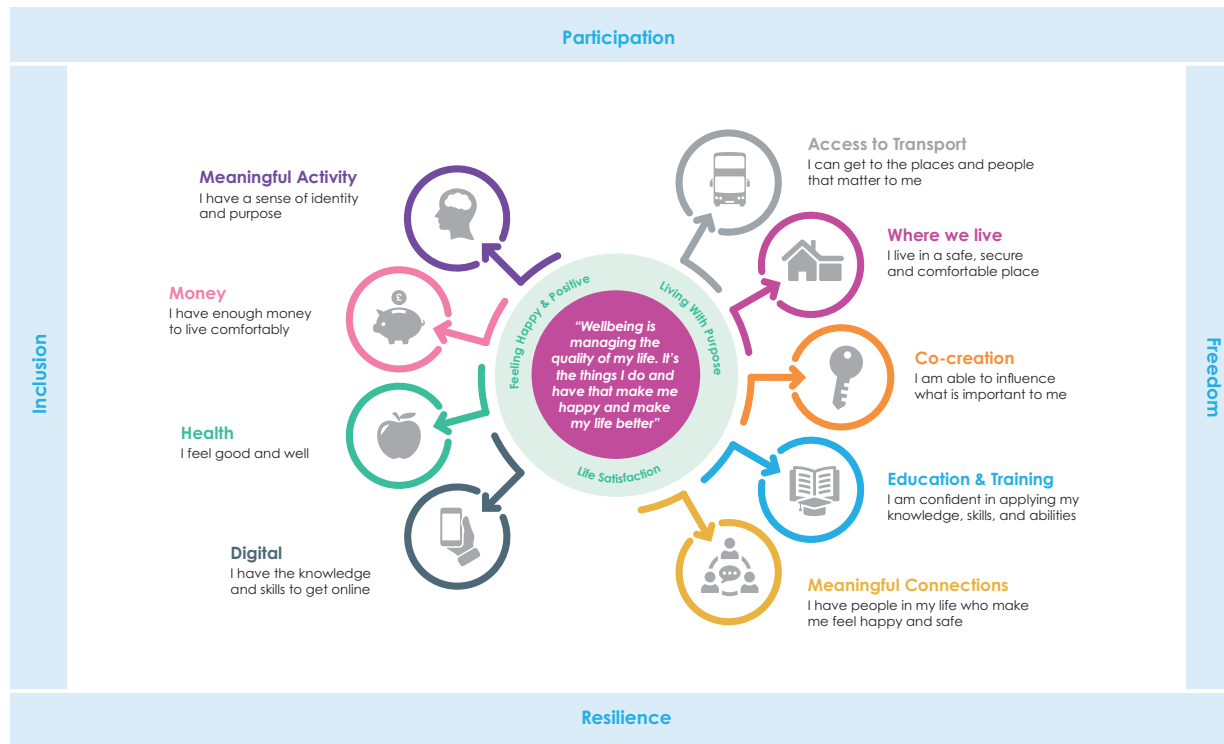 Participation
Inclusion
Freedom
Resilience
Meaningful Activity
I have a sense of identity
and purpose
Money
I have enough money
to live comfortably
£
Health
I feel good and well
Digital
I have the knowledge
and skills to get online
Feeling Happy & Positive
Living With Purpose
Life Satisfaction
“Wellbeing is
managing the
quality of my life. It’s
the things I do and
have that make me
happy and make
my life better”
Access to Transport
I can get to the places and people
that matter to me
Where we live
I live in a safe, secure
and comfortable place
Co-creation
I am able to influence
what is important to me
Education & Training
I am confident in applying my
knowledge, skills, and abilities
Meaningful Connections
I have people in my life who make
me feel happy and safe